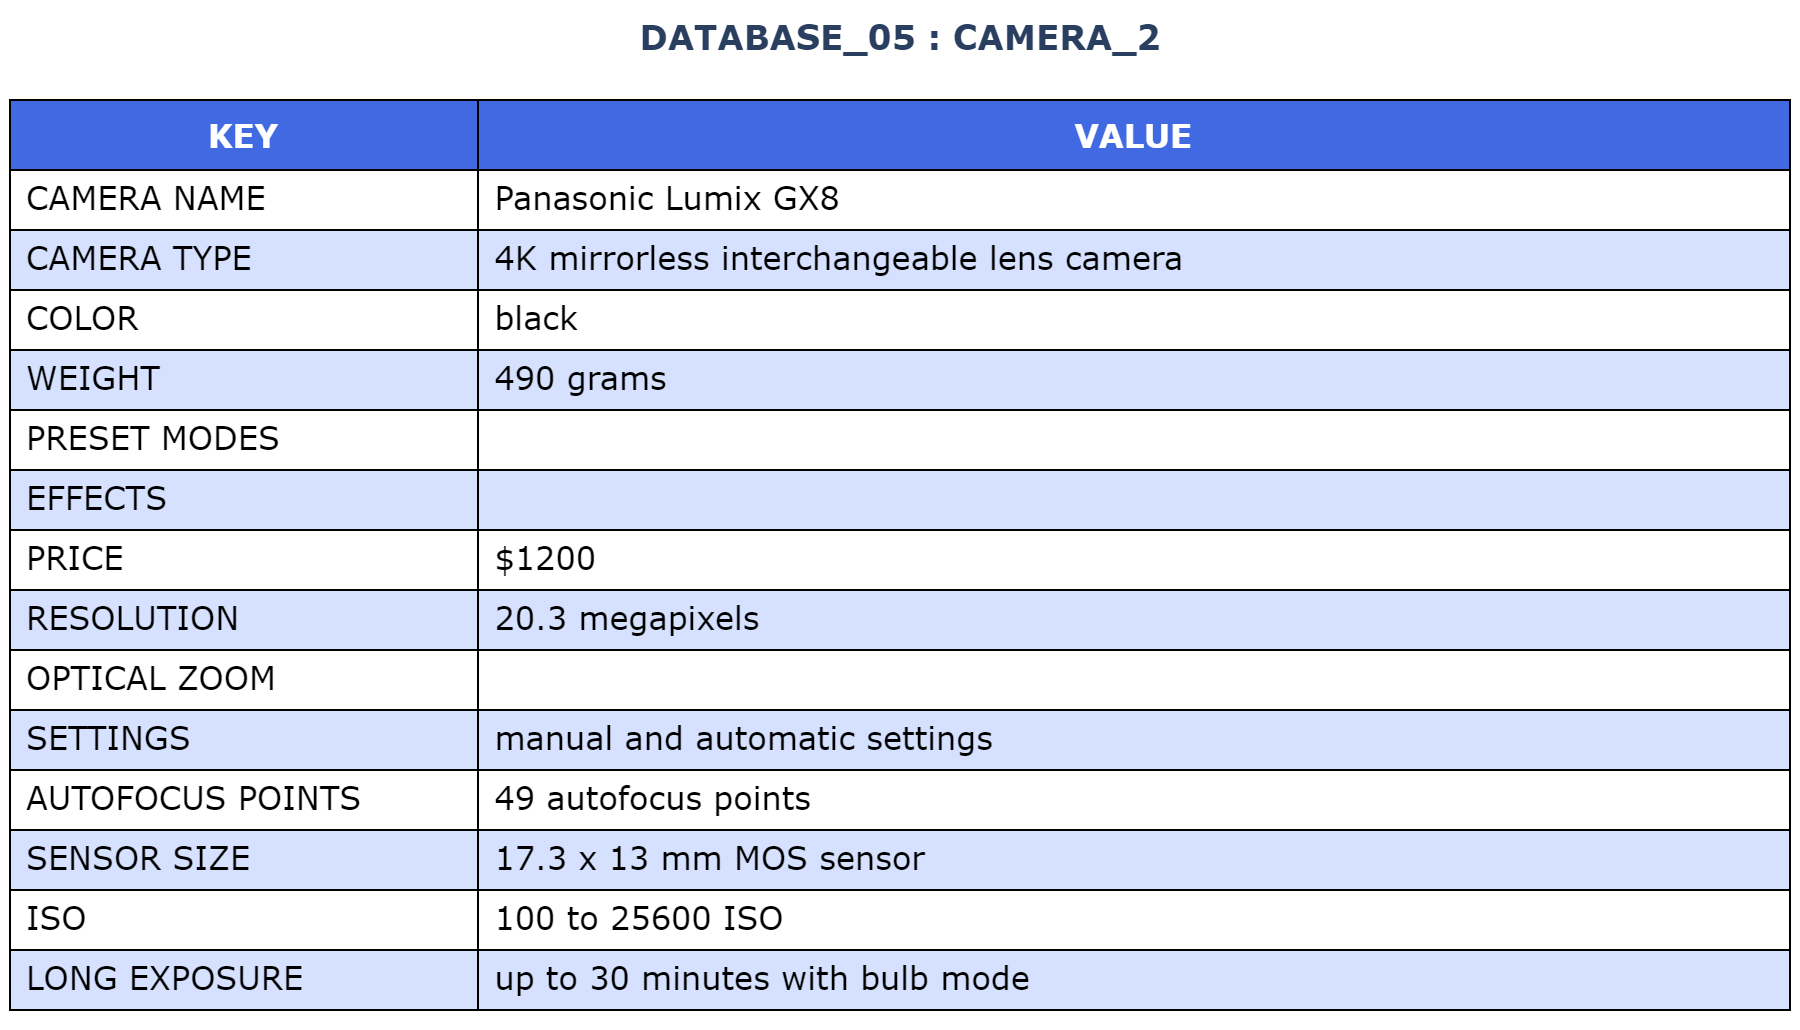 DATABASE_05 : CAMERA_2
KEY VALUE
CAMERA NAME Panasonic Lumix GX8
CAMERA TYPE 4K mirrorless interchangeable lens camera
COLOR black
WEIGHT 490 grams
PRESET MODES
EFFECTS
PRICE $1200
RESOLUTION 20.3 megapixels
OPTICAL ZOOM
SETTINGS manual and automatic settings
AUTOFOCUS POINTS 49 autofocus points
SENSOR SIZE 17.3 x 13 mm MOS sensor
ISO 100 to 25600 ISO
LONG EXPOSURE up to 30 minutes with bulb mode